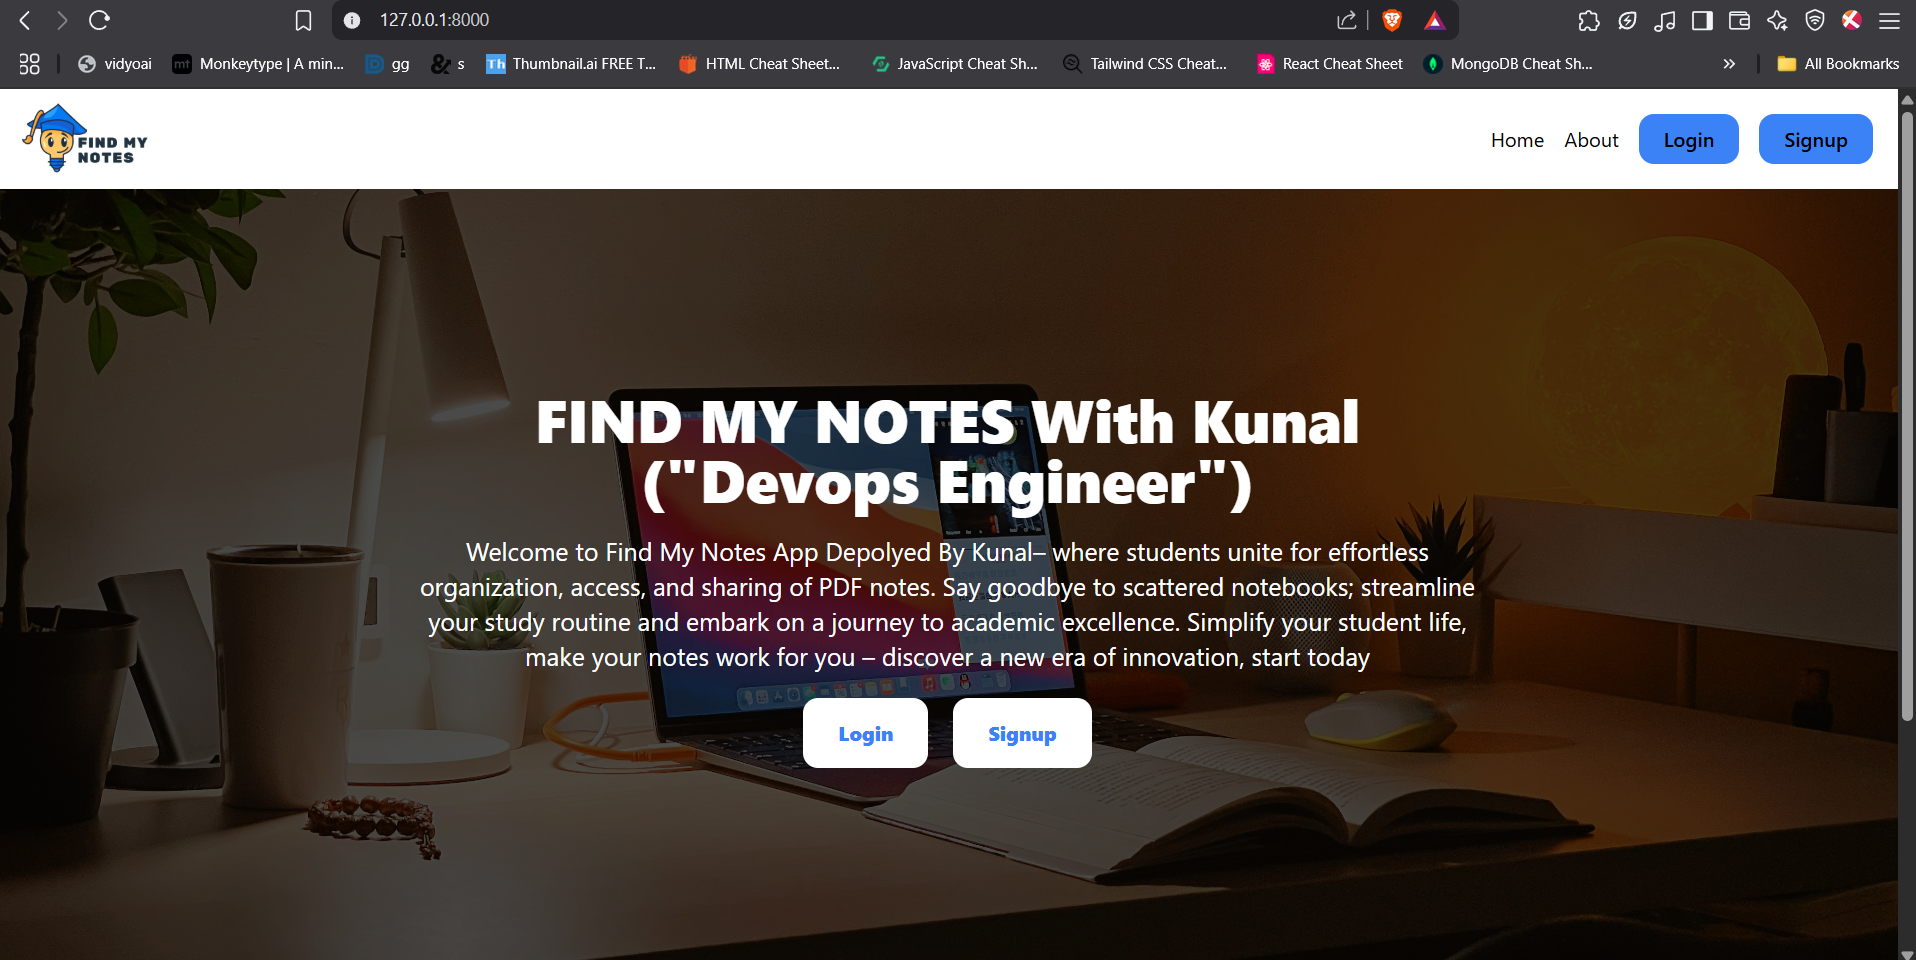 127.0.0.1:8000
vidyoai
Monkeytype | A min...
gg
s
Th
Thumbnail.ai FREE T...
HTML Cheat Sheet...
JavaScript Cheat Sh...
Tailwind CSS Cheat...
React Cheat Sheet
MongoDB Cheat Sh...
All Bookmarks
FIND MY
NOTES
Home
About
Login
Signup
FIND MY NOTES With Kunal
("Devops Engineer")
Welcome to Find My Notes App Depolyed By Kunal– where students unite for effortless
organization, access, and sharing of PDF notes. Say goodbye to scattered notebooks; streamline
your study routine and embark on a journey to academic excellence. Simplify your student life,
make your notes work for you – discover a new era of innovation, start today
Login
Signup